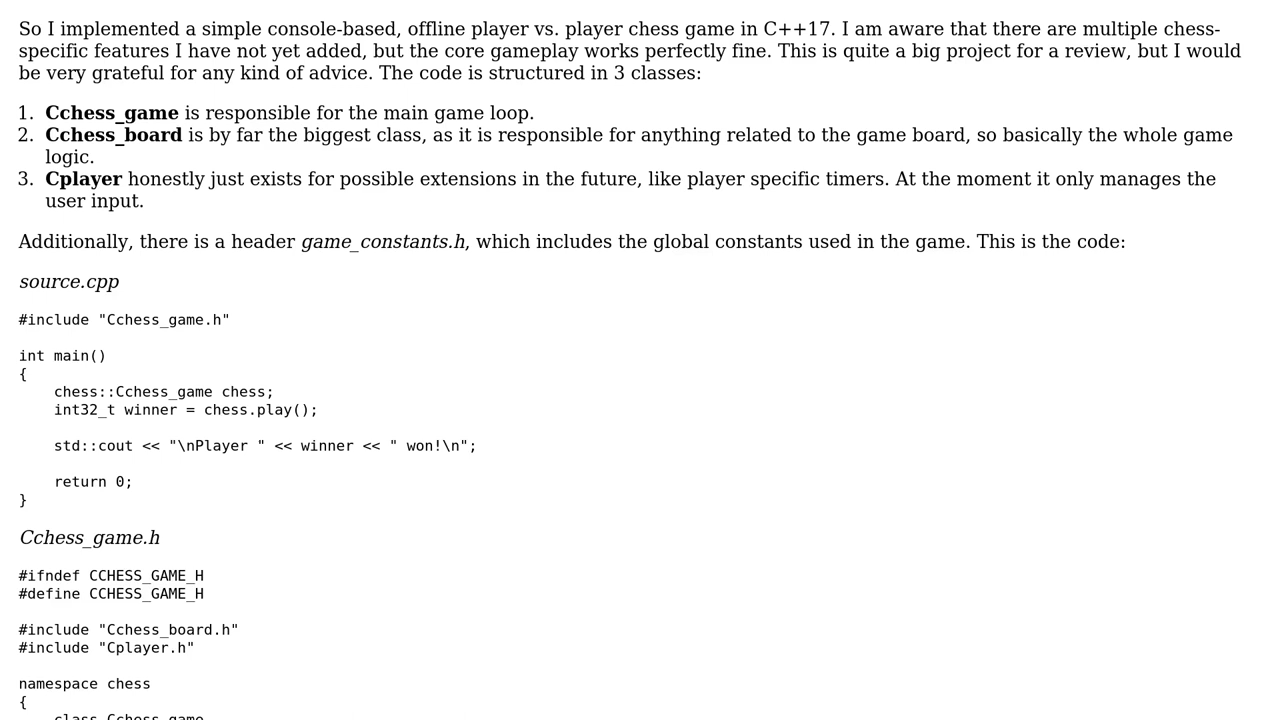 So I implemented a simple console-based, offline player vs. player chess game in C++17. I am aware that there are multiple chess-
specific features I have not yet added, but the core gameplay works perfectly fine. This is quite a big project for a review, but I would
be very grateful for any kind of advice. The code is structured in 3 classes:
1. Cchess_game is responsible for the main game loop.
2. Cchess_board is by far the biggest class, as it is responsible for anything related to the game board, so basically the whole game
logic.
3. Cplayer honestly just exists for possible extensions in the future, like player specific timers. At the moment it only manages the
user input.
Additionally, there is a header game_constants.h, which includes the global constants used in the game. This is the code:
source.cpp
#include "Cchess_game.h"
int main()
{
    chess::Cchess_game chess;
    int32_t winner = chess.play();
    std::cout << "\nPlayer " << winner << " won!\n";
    return 0;
}
Cchess_game.h
#ifndef CCHESS_GAME_H
#define CCHESS_GAME_H
#include "Cchess_board.h"
#include "Cplayer.h"
namespace chess
{
    class Cchess_game